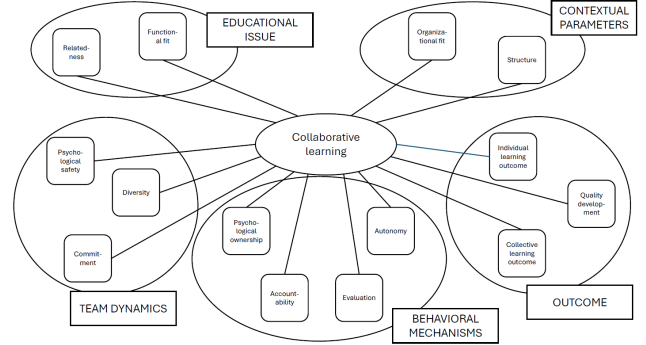 EDUCATIONAL
ISSUE
Function-
al fit
Related-
ness
CONTEXTUAL
PARAMETERS
Organiza-
tional fit
Structure
Collaborative
learning
Psycho-
logical
safety
Diversity
Commit-
ment
TEAM DYNAMICS
Psycho-
logical
ownership
Autonomy
Account-
ability
Evaluation
BEHAVIORAL
MECHANISMS
Individual
learning
outcome
Quality
develop-
ment
Collective
learning
outcome
OUTCOME